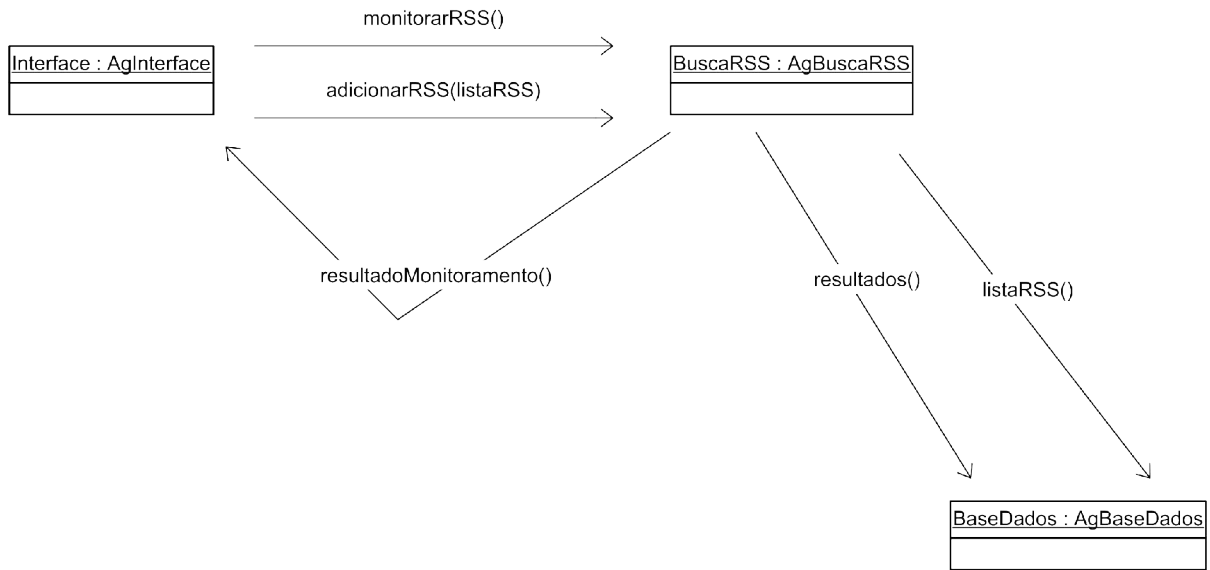 monitorarRSS()
Interface : AgInterface
BuscaRSS : AgBuscaRSS
adicionarRSS(listaRSS)
resultadoMonitoramento()
resultados()
listaRSS()
BaseDados : AgBaseDados